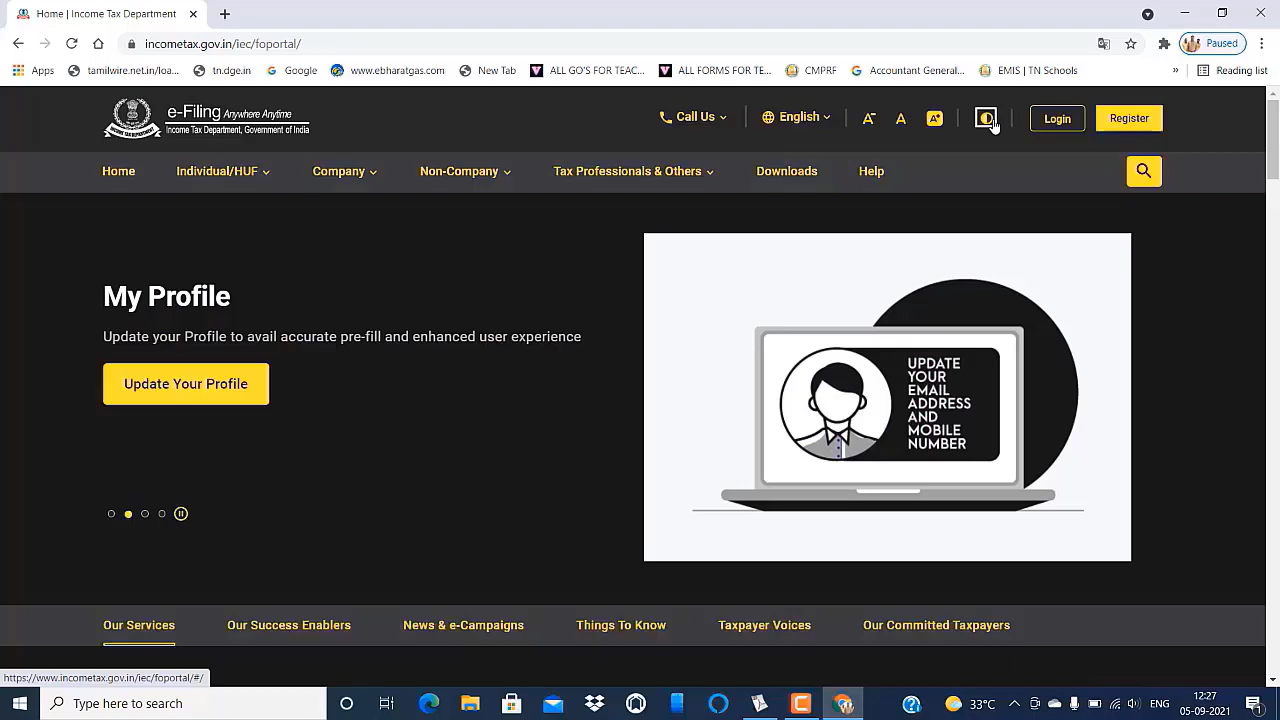 Home | Income Tax Department
incometax.gov.in/iec/foportal/
Paused
Apps
tamilwire.net.in/loa...
tn.dge.in
Google
www.ebharatgas.com
New Tab
ALL GO'S FOR TEAC...
ALL FORMS FOR TE...
CMPRF
Accountant General...
EMIS | TN Schools
»
Reading list
e-Filing Anywhere Anytime
Income Tax Department, Government of India
Call Us
English
A-
A
A+
Login
Register
Home
Individual/HUF
Company
Non-Company
Tax Professionals & Others
Downloads
Help
My Profile
Update your Profile to avail accurate pre-fill and enhanced user experience
Update Your Profile
UPDATE
YOUR
EMAIL
ADDRESS
AND
MOBILE
NUMBER
Our Services
Our Success Enablers
News & e-Campaigns
Things To Know
Taxpayer Voices
Our Committed Taxpayers
https://www.incometax.gov.in/iec/foportal/#/
Type here to search
33°C
ENG
12:27
05-09-2021